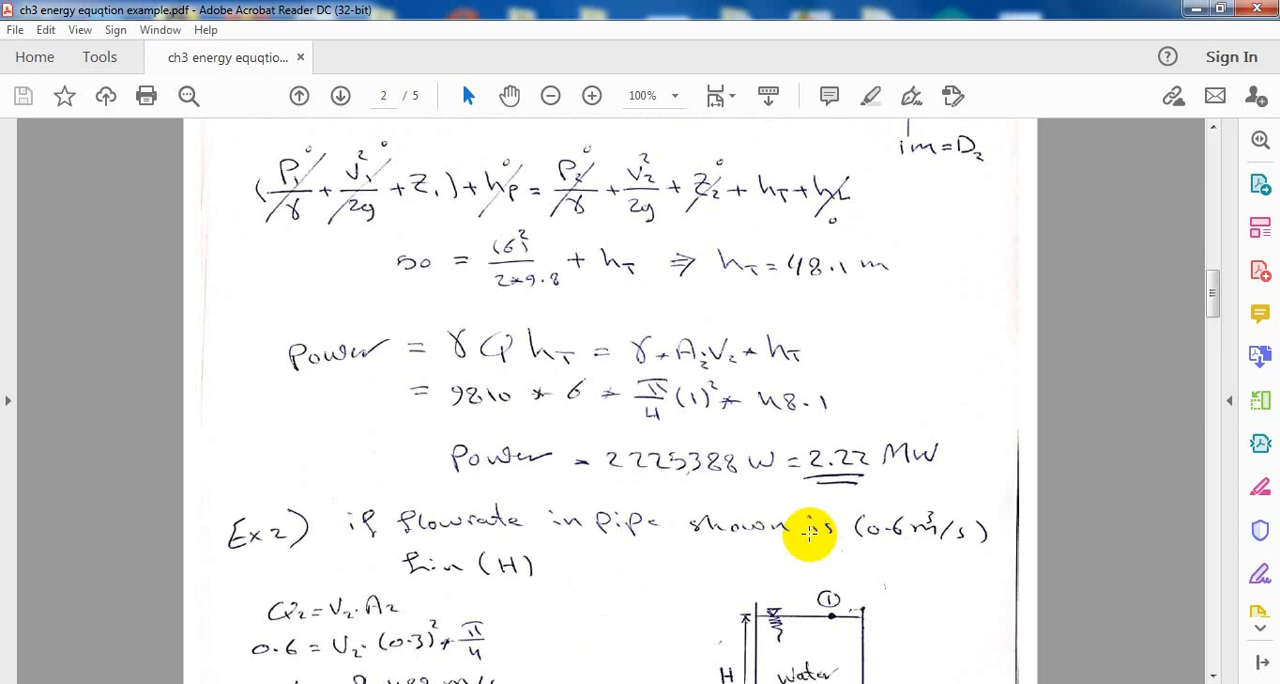 ch3 energy equqtion example.pdf - Adobe Acrobat Reader DC (32-bit)
File Edit View Sign Window Help
Home Tools ch3 energy equqtio... × ? Sign In
2 / 5 100%
1m=D₂
(P₁/γ + V₁²/2g + Z₁) + hp = P₂/γ + V₂²/2g + Z₂ + hT + hL
50 = (6)²/2*9.8 + hT ⇒ hT = 48.1 m
Power = γ Q hT = γ * A₂V₂ * hT
= 9810 * 6 * π/4 (1)² * 48.1
Power = 2225388 W = 2.22 MW
Ex2) if flowrate in pipe shown is (0.6 m³/s)
fin (H)
Q₂ = V₂ . A₂
1
0.6 = V₂ . (0.3)² * π/4
H water